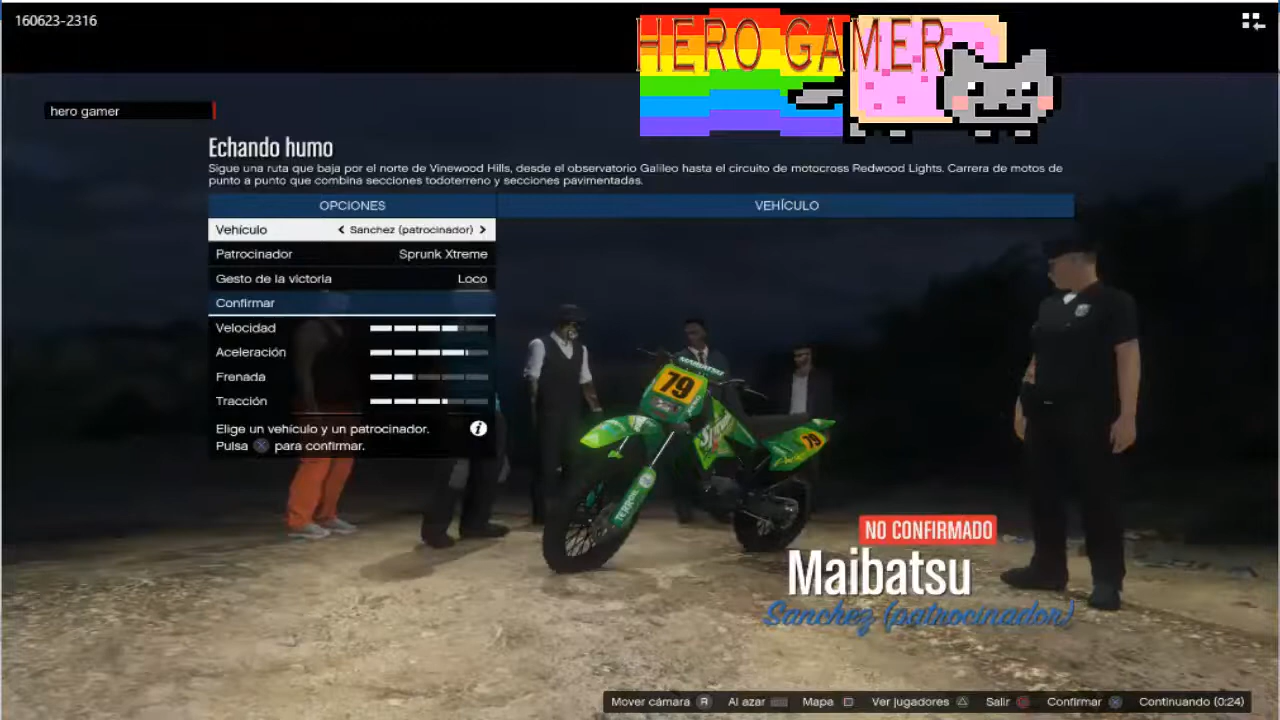 160623-2316
HERO GAMER
hero gamer
Echando humo
Sigue una ruta que baja por el norte de Vinewood Hills, desde el observatorio Galileo hasta el circuito de motocross Redwood Lights. Carrera de motos de
punto a punto que combina secciones todoterreno y secciones pavimentadas.
OPCIONES
VEHÍCULO
Vehículo Sanchez (patrocinador)
Patrocinador Sprunk Xtreme
Gesto de la victoria Loco
Confirmar
Velocidad
Aceleración
Frenada
Tracción
Elige un vehículo y un patrocinador.
Pulsa para confirmar.
MAIBATSU
79
79
NO CONFIRMADO
Maibatsu
Sanchez (patrocinador)
Mover cámara R Al azar Mapa Ver jugadores Salir Confirmar Continuando (0:24)